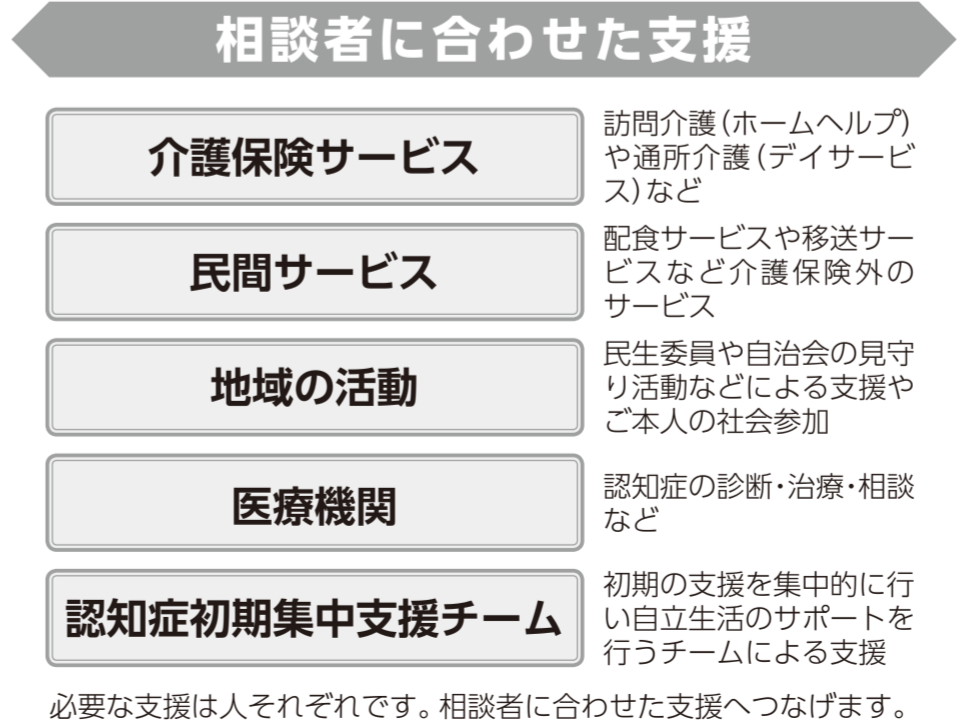 相談者に合わせた支援
介護保険サービス
訪問介護(ホームヘルプ)
や通所介護(デイサービ
ス)など
民間サービス
配食サービスや移送サー
ビスなど介護保険外の
サービス
地域の活動
民生委員や自治会の見守
り活動などによる支援や
ご本人の社会参加
医療機関
認知症の診断・治療・相談
など
認知症初期集中支援チーム
初期の支援を集中的に行
い自立生活のサポートを
行うチームによる支援
必要な支援は人それぞれです。相談者に合わせた支援へつなげます。